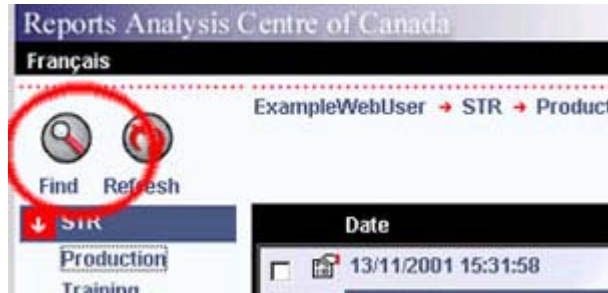 Reports Analysis Centre of Canada
Français
ExampleWebUser → STR → Product
Find Refresh
STR
Date
Production
13/11/2001 15:31:58
Training